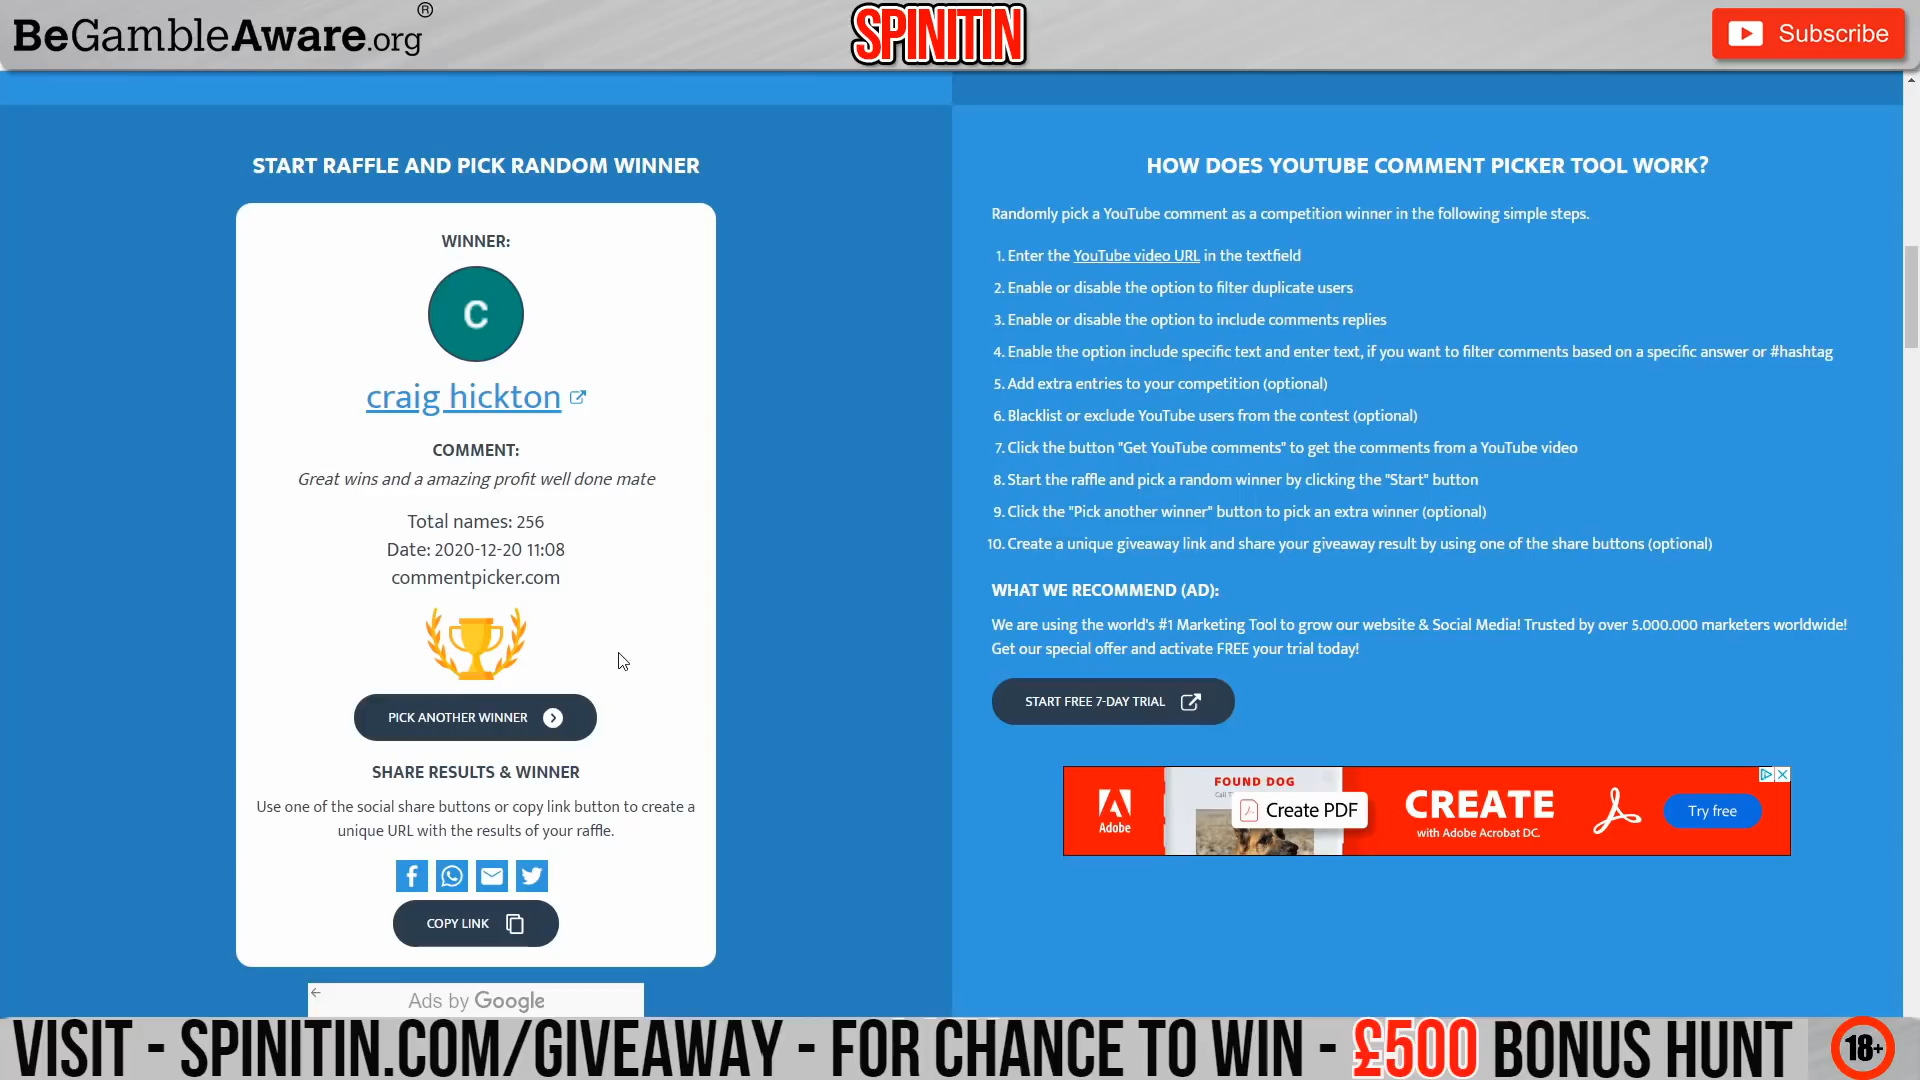 BeGambleAware.org®
SPINITIN
Subscribe
START RAFFLE AND PICK RANDOM WINNER
WINNER:
C
craig hickton
COMMENT:
Great wins and a amazing profit well done mate
Total names: 256
Date: 2020-12-20 11:08
commentpicker.com
PICK ANOTHER WINNER
SHARE RESULTS & WINNER
Use one of the social share buttons or copy link button to create a
unique URL with the results of your raffle.
COPY LINK
Ads by Google
HOW DOES YOUTUBE COMMENT PICKER TOOL WORK?
Randomly pick a YouTube comment as a competition winner in the following simple steps.
1. Enter the YouTube video URL in the textfield
2. Enable or disable the option to filter duplicate users
3. Enable or disable the option to include comments replies
4. Enable the option include specific text and enter text, if you want to filter comments based on a specific answer or #hashtag
5. Add extra entries to your competition (optional)
6. Blacklist or exclude YouTube users from the contest (optional)
7. Click the button "Get YouTube comments" to get the comments from a YouTube video
8. Start the raffle and pick a random winner by clicking the "Start" button
9. Click the "Pick another winner" button to pick an extra winner (optional)
10. Create a unique giveaway link and share your giveaway result by using one of the share buttons (optional)
WHAT WE RECOMMEND (AD):
We are using the world's #1 Marketing Tool to grow our website & Social Media! Trusted by over 5.000.000 marketers worldwide!
Get our special offer and activate FREE your trial today!
START FREE 7-DAY TRIAL
Adobe
FOUND DOG
Call
Create PDF
CREATE
with Adobe Acrobat DC.
Try free
VISIT - SPINITIN.COM/GIVEAWAY - FOR CHANCE TO WIN - £500 BONUS HUNT
18+